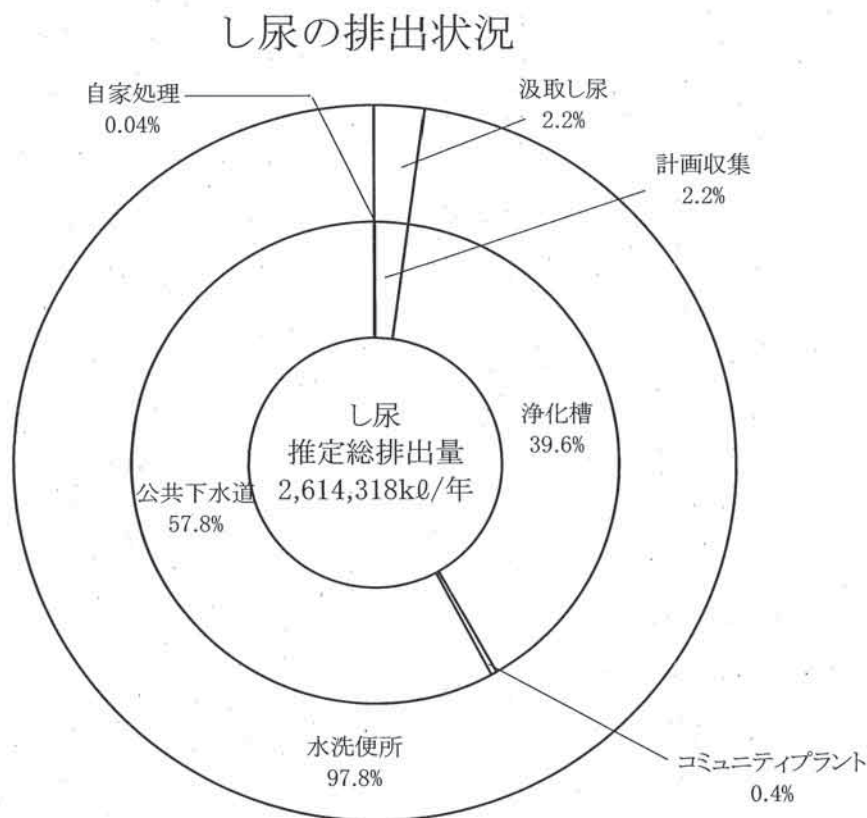 し尿の排出状況
自家処理
0.04%
汲取し尿
2.2%
計画収集
2.2%
し尿
推定総排出量
2,614,318kℓ/年
浄化槽
39.6%
公共下水道
57.8%
水洗便所
97.8%
コミュニティプラント
0.4%